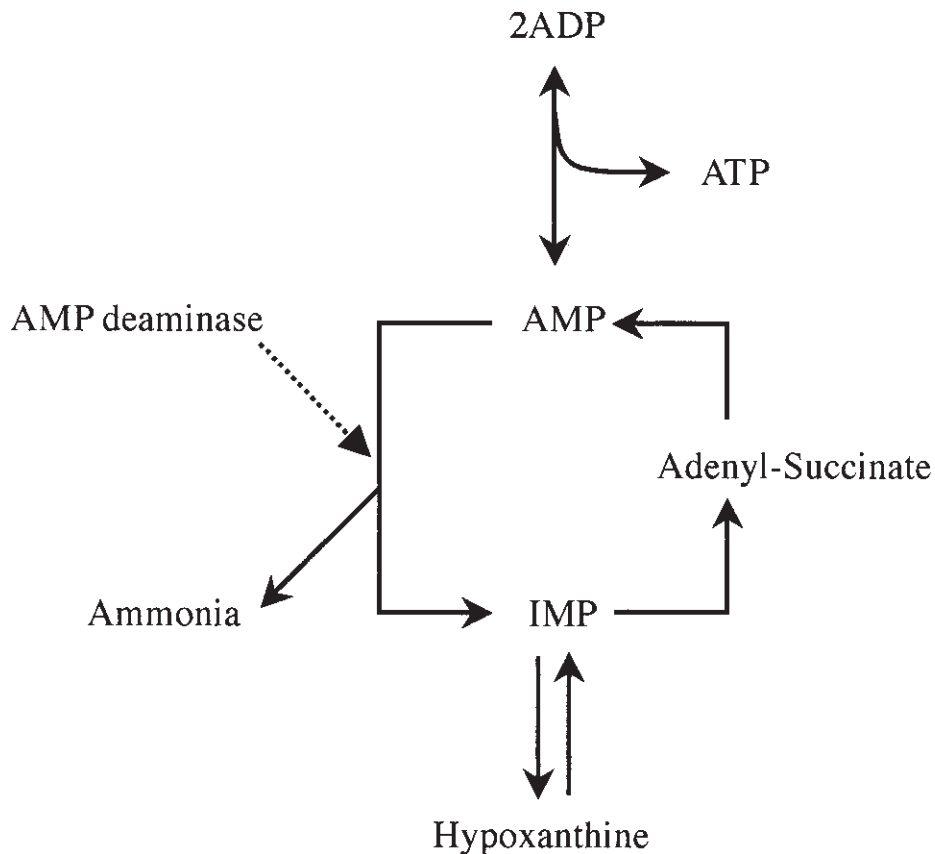 2ADP
ATP
AMP deaminase
AMP
Adenyl-Succinate
Ammonia
IMP
Hypoxanthine